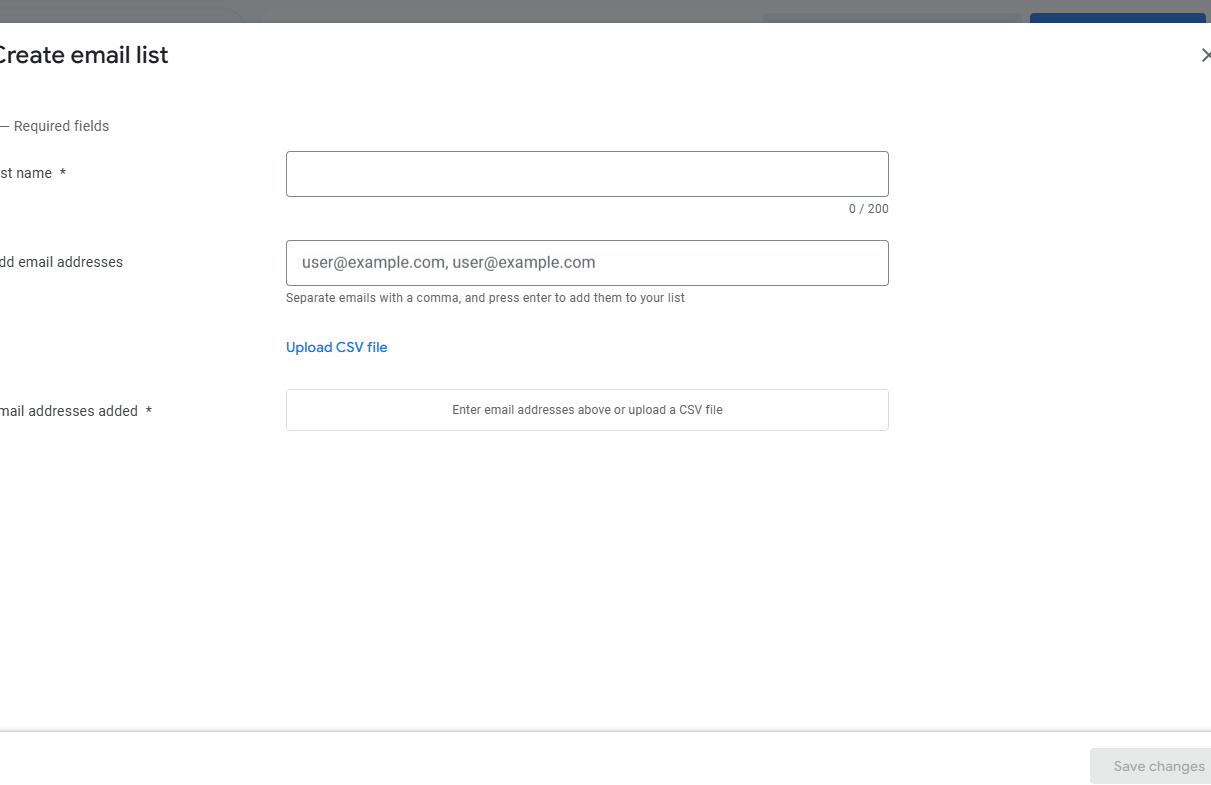 Create email list
— Required fields
st name *
0 / 200
dd email addresses
user@example.com, user@example.com
Separate emails with a comma, and press enter to add them to your list
Upload CSV file
mail addresses added *
Enter email addresses above or upload a CSV file
Save changes